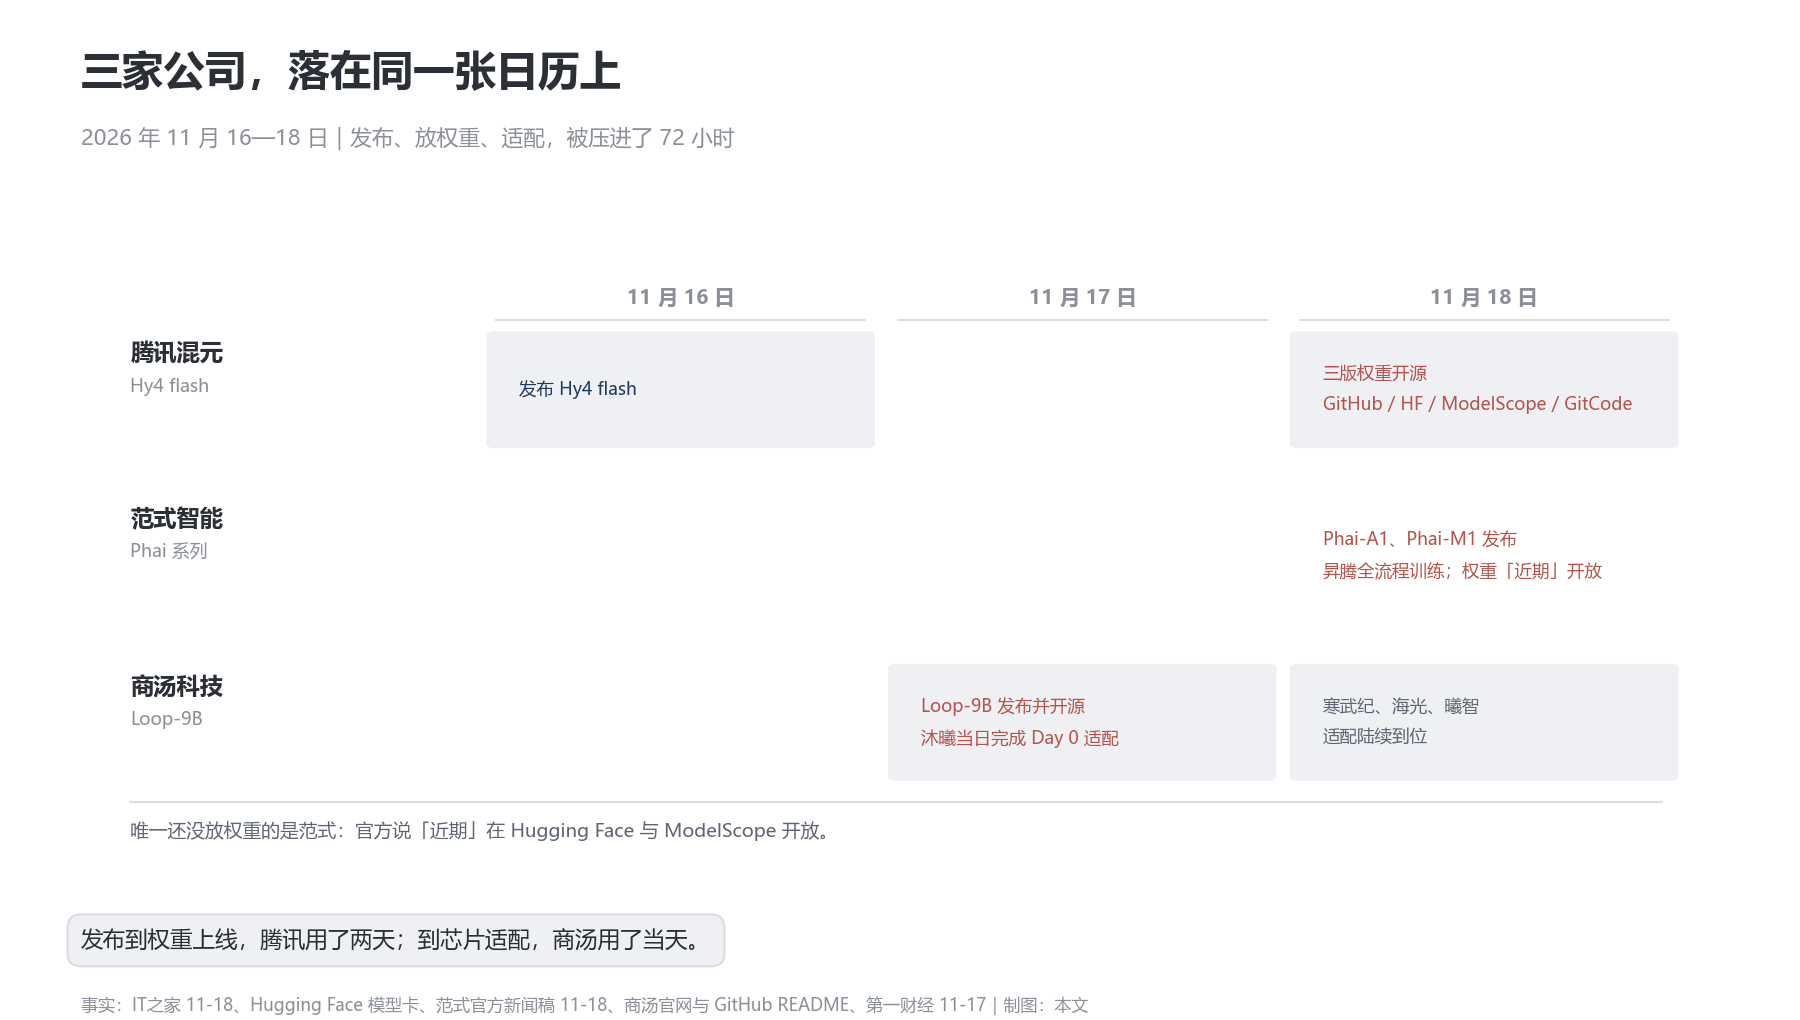 三家公司，落在同一张日历上
2026 年 11 月 16—18 日 | 发布、放权重、适配，被压进了 72 小时
11 月 16 日
11 月 17 日
11 月 18 日
腾讯混元
Hy4 flash
发布 Hy4 flash
三版权重开源
GitHub / HF / ModelScope / GitCode
范式智能
Phai 系列
Phai-A1、Phai-M1 发布
昇腾全流程训练；权重「近期」开放
商汤科技
Loop-9B
Loop-9B 发布并开源
沐曦当日完成 Day 0 适配
寒武纪、海光、曦智
适配陆续到位
唯一还没放权重的是范式：官方说「近期」在 Hugging Face 与 ModelScope 开放。
发布到权重上线，腾讯用了两天；到芯片适配，商汤用了当天。
事实：IT之家 11-18、Hugging Face 模型卡、范式官方新闻稿 11-18、商汤官网与 GitHub README、第一财经 11-17 | 制图：本文